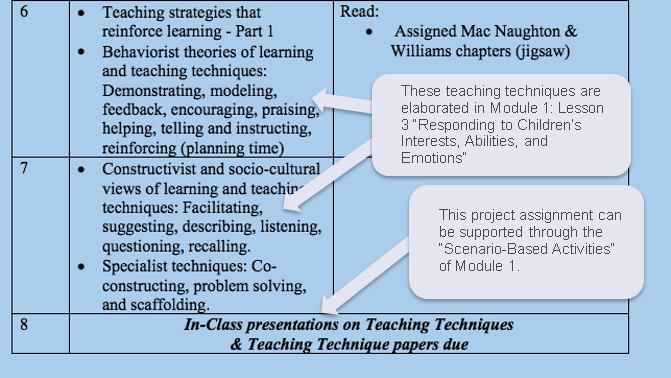 6
• Teaching strategies that
reinforce learning - Part 1
• Behaviorist theories of learning
and teaching techniques:
Demonstrating, modeling,
feedback, encouraging, praising,
helping, telling and instructing,
reinforcing (planning time)
Read:
• Assigned Mac Naughton &
Williams chapters (jigsaw)
These teaching techniques are
elaborated in Module 1: Lesson
3 "Responding to Children's
Interests, Abilities, and
Emotions"
7
• Constructivist and socio-cultural
views of learning and teaching
techniques: Facilitating,
suggesting, describing, listening,
questioning, recalling.
• Specialist techniques: Co-
constructing, problem solving,
and scaffolding.
This project assignment can
be supported through the
"Scenario-Based Activities"
of Module 1.
8
In-Class presentations on Teaching Techniques
& Teaching Technique papers due